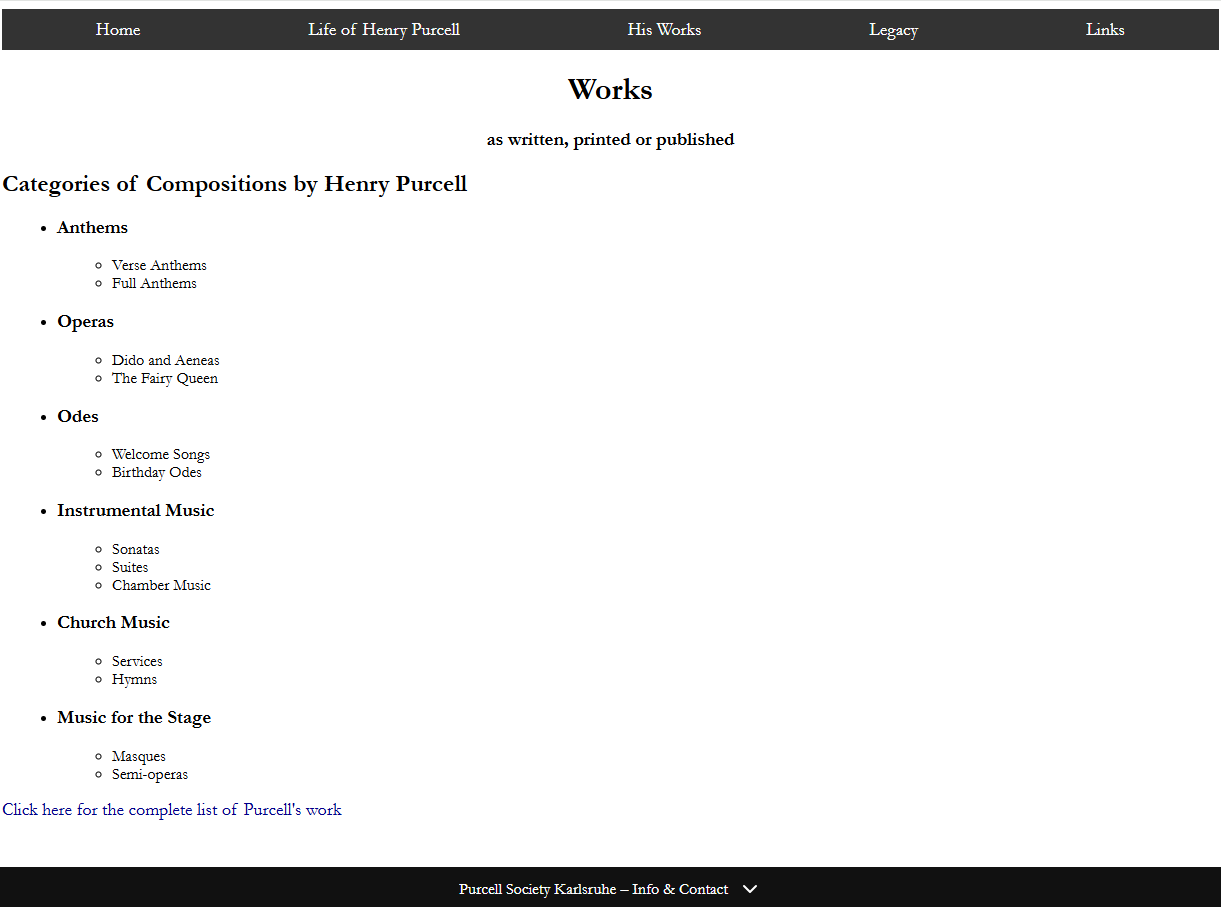 Home Life of Henry Purcell His Works Legacy Links
Works
as written, printed or published
Categories of Compositions by Henry Purcell
Anthems
Verse Anthems
Full Anthems
Operas
Dido and Aeneas
The Fairy Queen
Odes
Welcome Songs
Birthday Odes
Instrumental Music
Sonatas
Suites
Chamber Music
Church Music
Services
Hymns
Music for the Stage
Masques
Semi-operas
Click here for the complete list of Purcell's work
Purcell Society Karlsruhe – Info & Contact